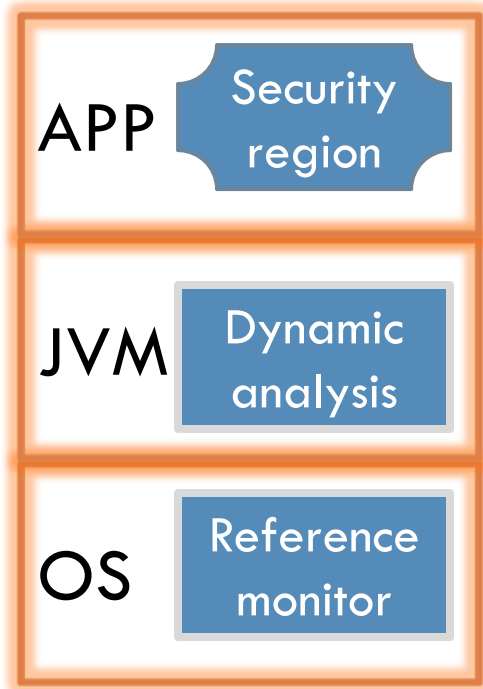 APP
Security
region
JVM
Dynamic
analysis
OS
Reference
monitor